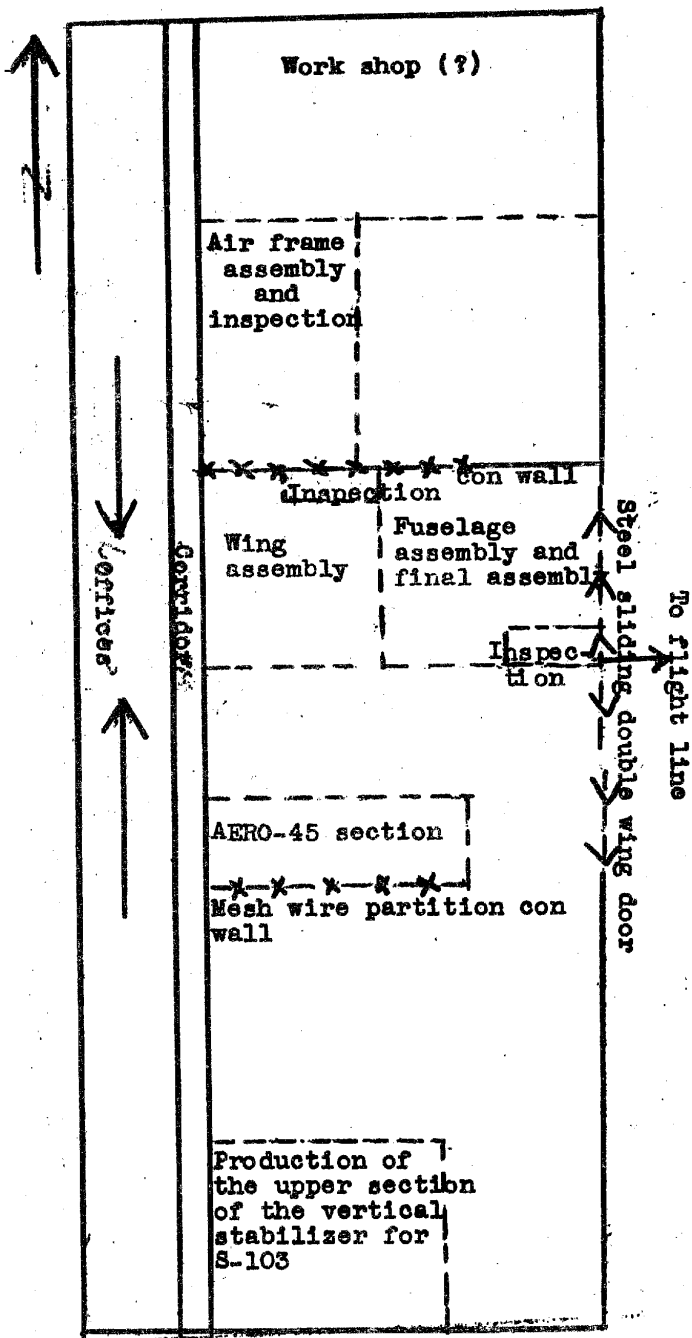 Work shop (?)
N
Air frame
assembly
and
inspection
con wall
Inspection
Wing
assembly
Fuselage
assembly and
final assembly
Inspec-
tion
Offices
Corridor
Steel sliding double wing door
To flight line
AERO-45 section
Mesh wire partition con
wall
Production of
the upper section
of the vertical
stabilizer for
S-103